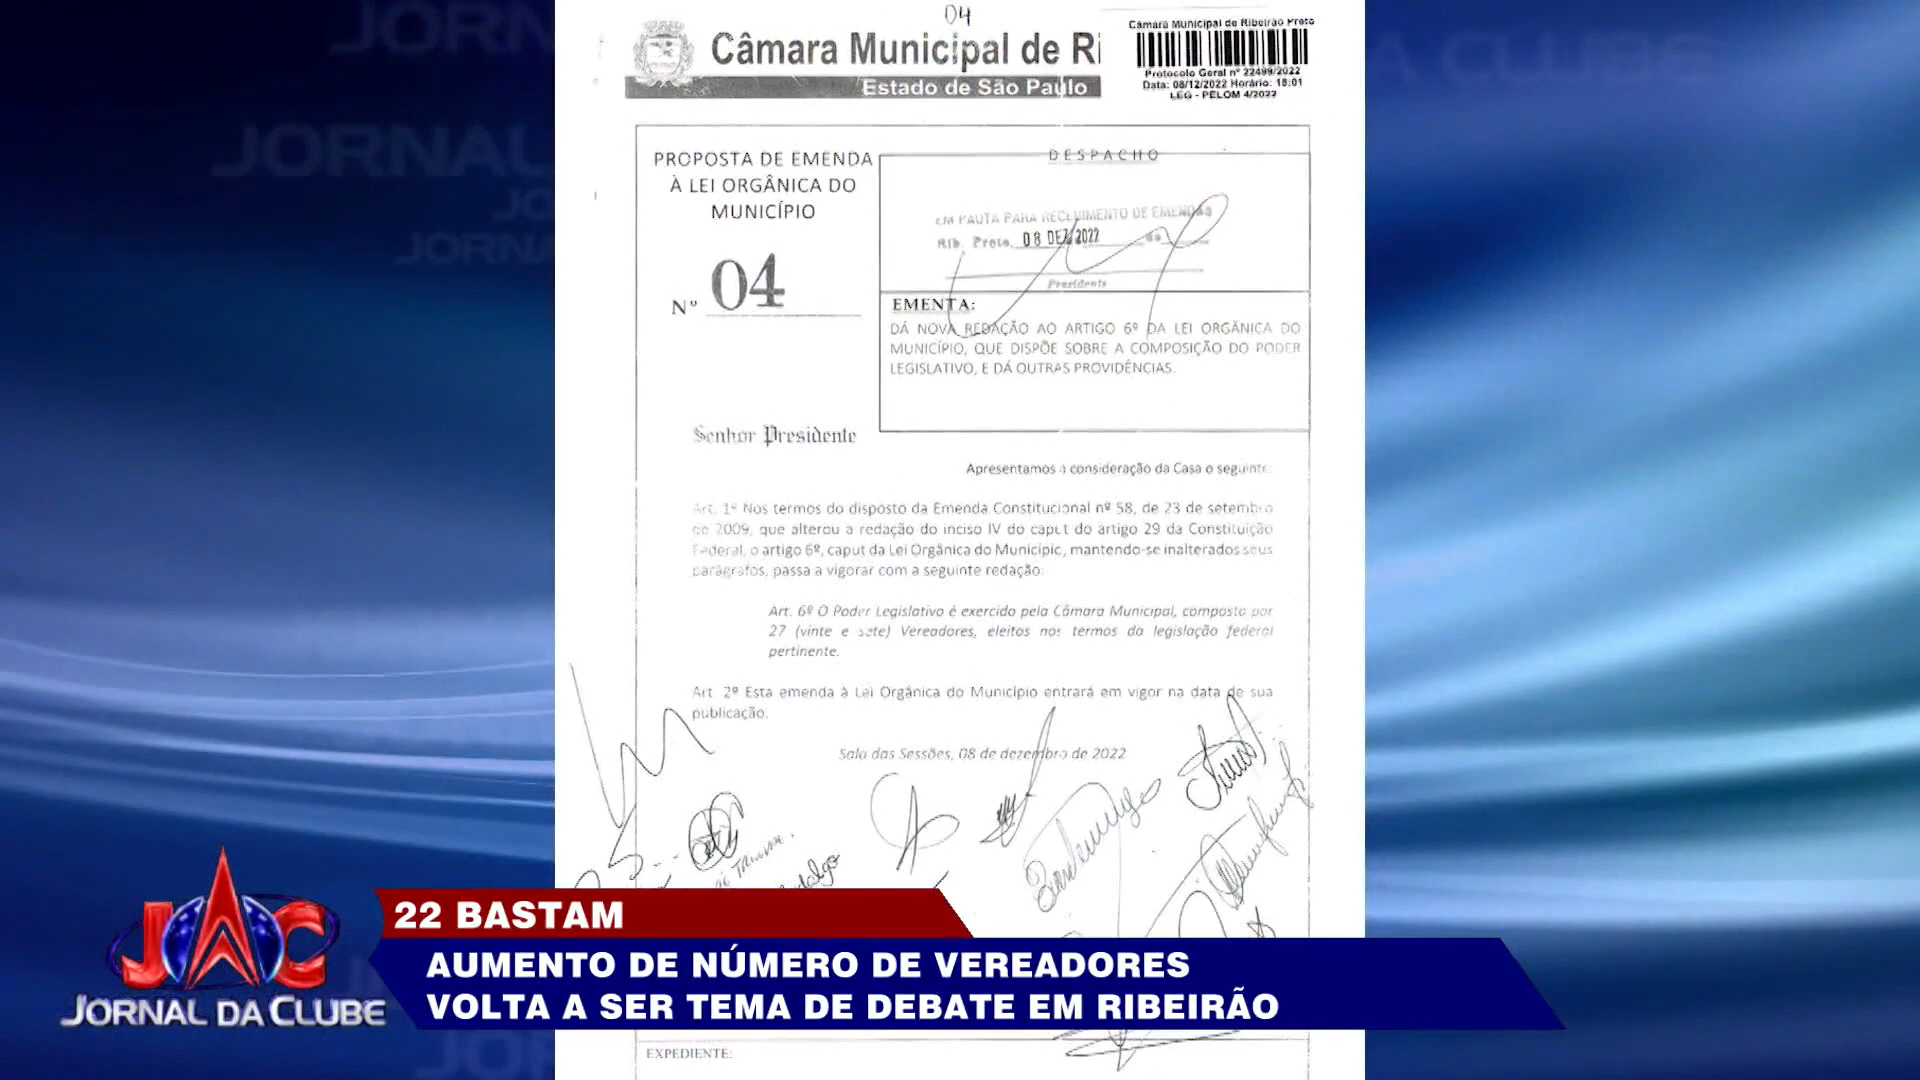 04
Câmara Municipal de Ri
Estado de São Paulo
Câmara Municipal de Ribeirão Preto
Protocolo Geral nº 22499/2022
Data: 08/12/2022 Horário: 18:01
LEG - PELOM 4/2022
PROPOSTA DE EMENDA
À LEI ORGÂNICA DO
MUNICÍPIO
Nº 04
DESPACHO
EM PAUTA PARA RECEBIMENTO DE EMENDAS
Rib. Preto, 08 DEZ 2022 de
Presidente
EMENTA:
DÁ NOVA REDAÇÃO AO ARTIGO 6º DA LEI ORGÂNICA DO
MUNICÍPIO, QUE DISPÕE SOBRE A COMPOSIÇÃO DO PODER
LEGISLATIVO, E DÁ OUTRAS PROVIDÊNCIAS.
Senhor Presidente
Apresentamos à consideração da Casa o seguinte:
Art. 1º Nos termos do disposto da Emenda Constitucional nº 58, de 23 de setembro
de 2009, que alterou a redação do inciso IV do caput do artigo 29 da Constituição
Federal, o artigo 6º, caput da Lei Orgânica do Município, mantendo-se inalterados seus
parágrafos, passa a vigorar com a seguinte redação:
Art. 6º O Poder Legislativo é exercido pela Câmara Municipal, composta por
27 (vinte e sete) Vereadores, eleitos nos termos da legislação federal
pertinente.
Art. 2º Esta emenda à Lei Orgânica do Município entrará em vigor na data de sua
publicação.
Sala das Sessões, 08 de dezembro de 2022
22 BASTAM
AUMENTO DE NÚMERO DE VEREADORES
VOLTA A SER TEMA DE DEBATE EM RIBEIRÃO
JAC
JORNAL DA CLUBE
EXPEDIENTE: